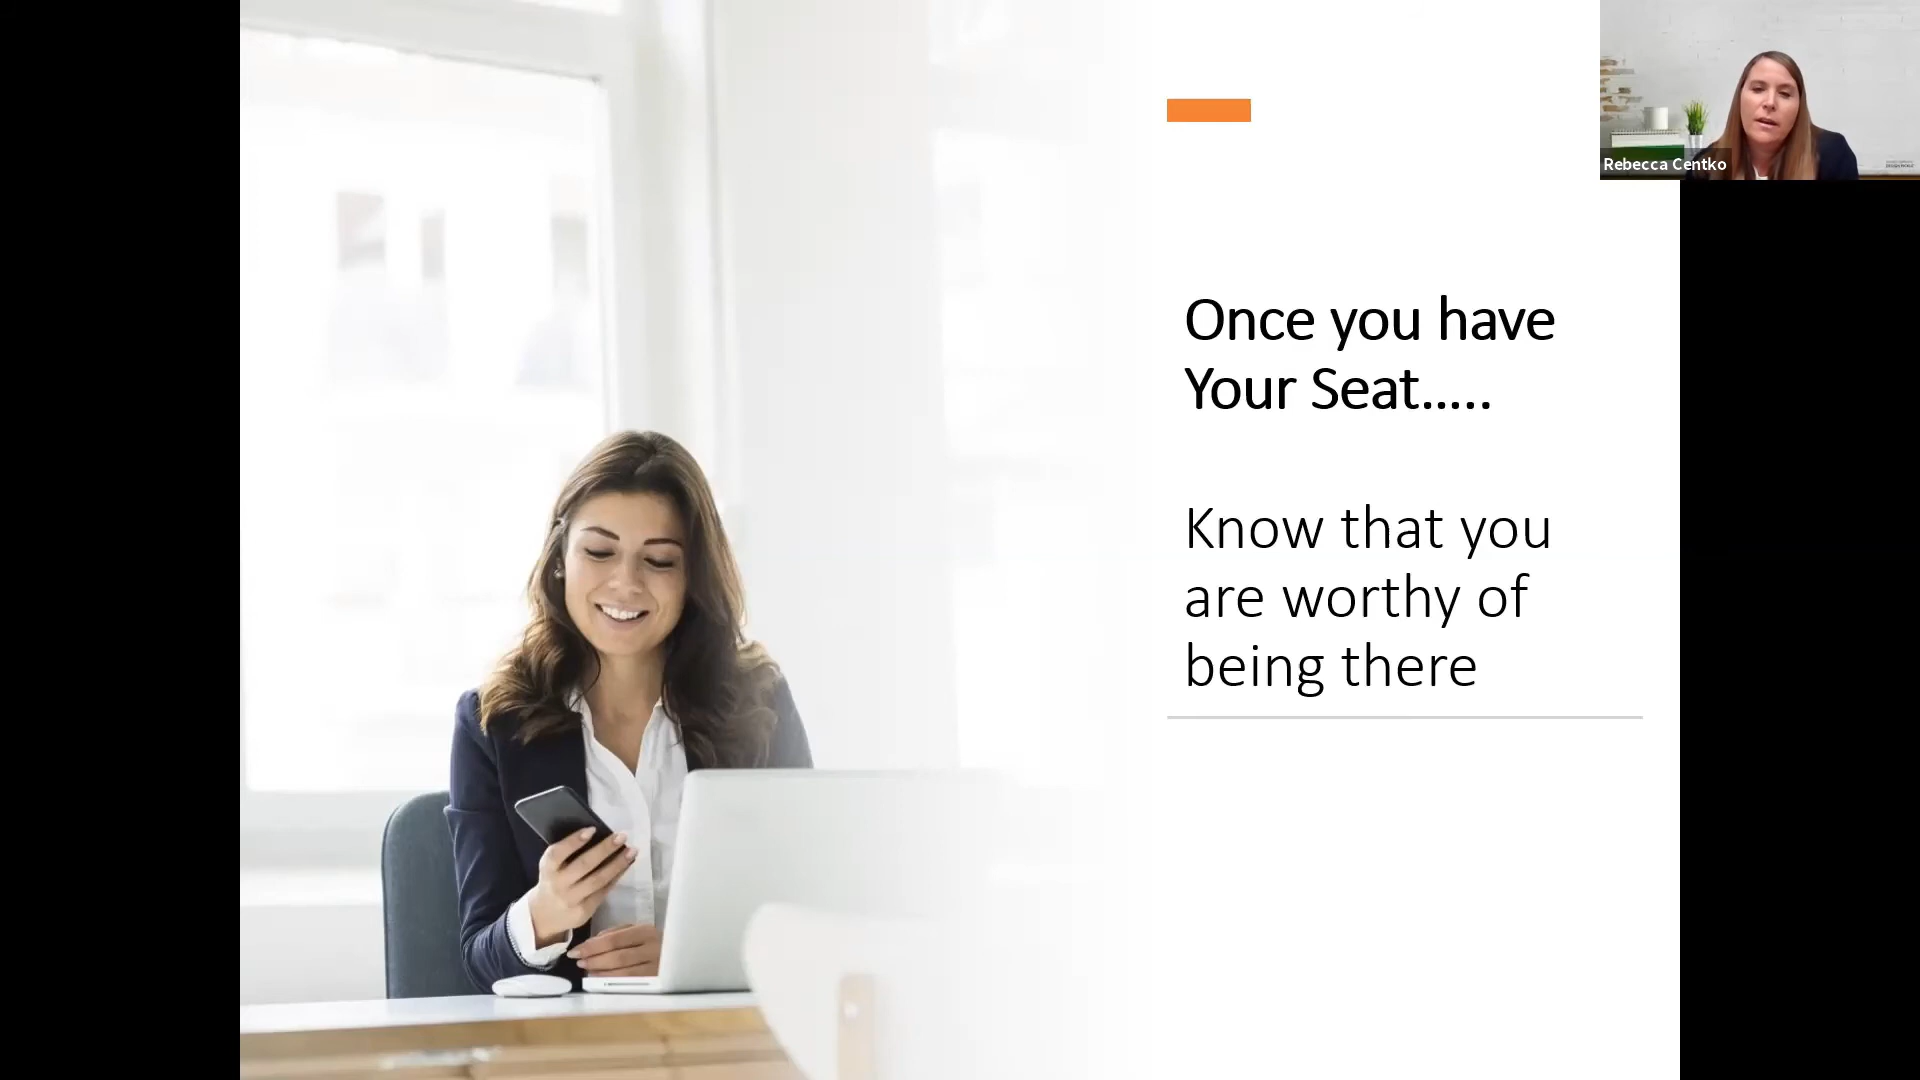 Rebecca Centko
Once you have
Your Seat.....
Know that you
are worthy of
being there